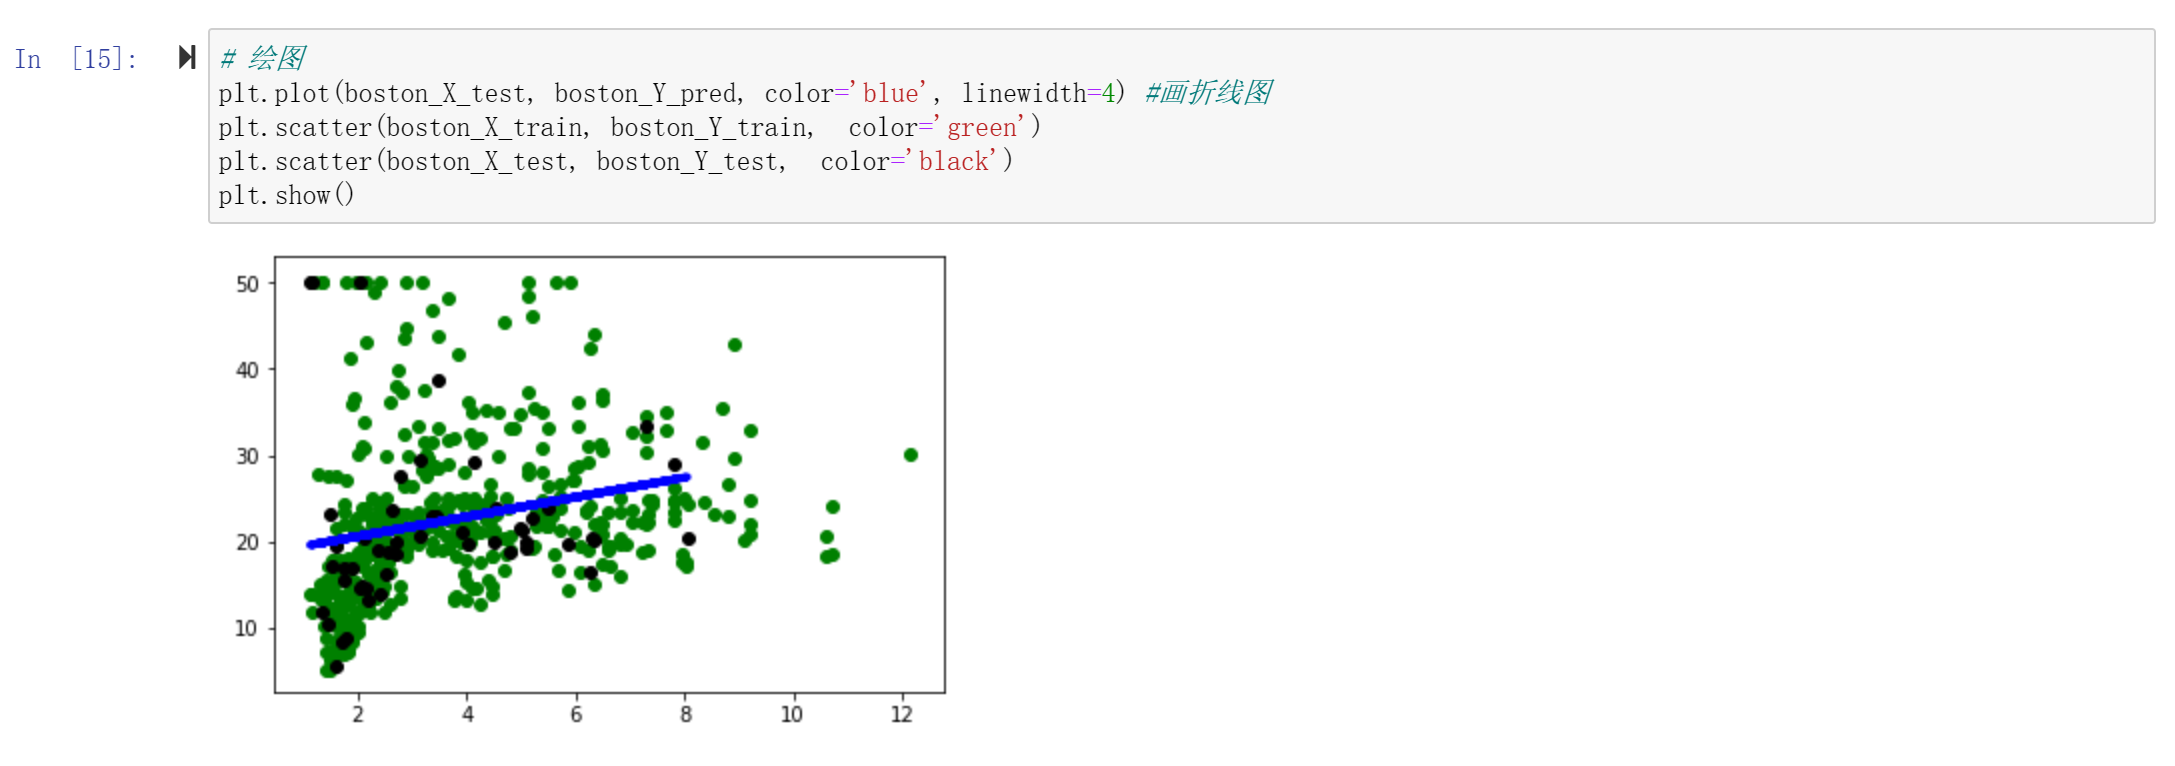 In [15]:
# 绘图
plt.plot(boston_X_test, boston_Y_pred, color='blue', linewidth=4) #画折线图
plt.scatter(boston_X_train, boston_Y_train,  color='green')
plt.scatter(boston_X_test, boston_Y_test,  color='black')
plt.show()
50
40
30
20
10
2 4 6 8 10 12